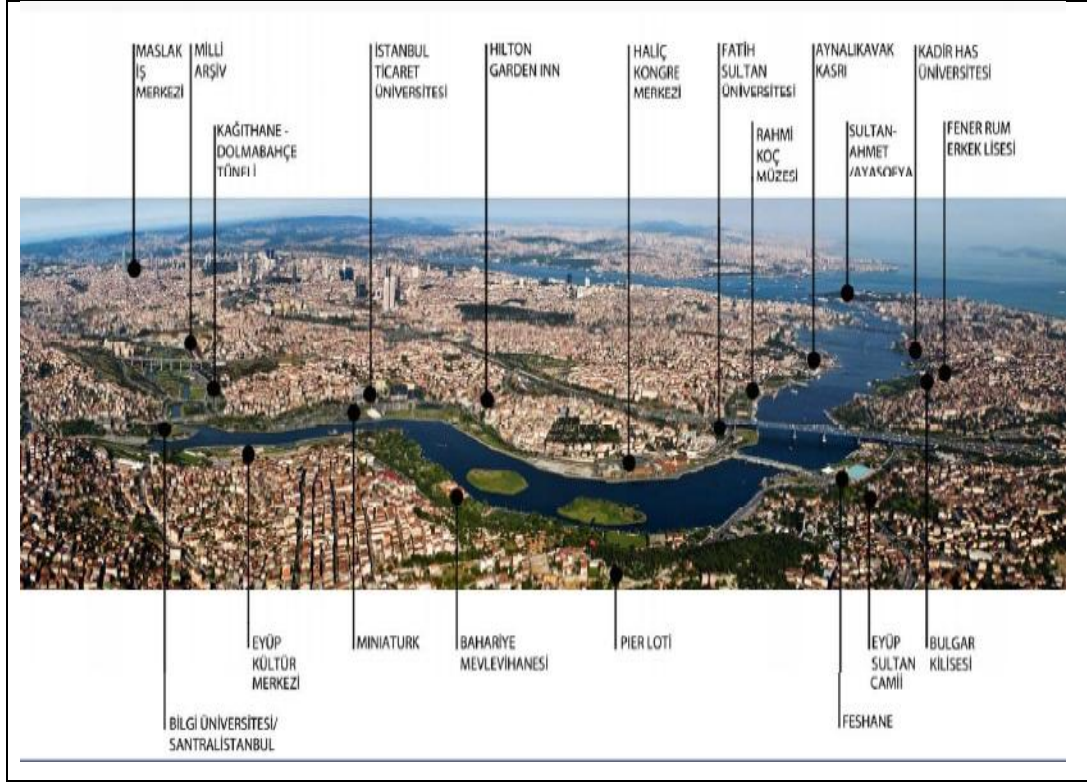 MASLAK
İŞ
MERKEZİ
MİLLİ
ARŞİV
İSTANBUL
TİCARET
ÜNİVERSİTESİ
HILTON
GARDEN INN
HALİÇ
KONGRE
MERKEZİ
FATİH
SULTAN
ÜNİVERSİTESİ
AYNALIKAVAK
KASRI
KADİR HAS
ÜNİVERSİTESİ
KAĞITHANE -
DOLMABAHÇE
TÜNELİ
RAHMİ
KOÇ
MÜZESİ
SULTAN-
AHMET
/AYASOFYA
FENER RUM
ERKEK LİSESİ
EYÜP
KÜLTÜR
MERKEZİ
MINIATURK
BAHARİYE
MEVLEVİHANESİ
PIER LOTİ
EYÜP
SULTAN
CAMİİ
BULGAR
KİLİSESİ
BİLGİ ÜNİVERSİTESİ/
SANTRALİSTANBUL
FESHANE